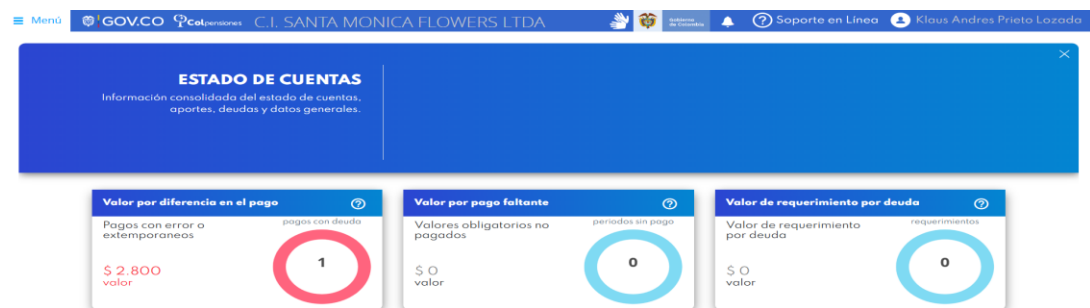 Menú GOV.CO Colpensiones C.I. SANTA MONICA FLOWERS LTDA Gobierno de Colombia Soporte en Línea Klaus Andres Prieto Lozada
ESTADO DE CUENTAS
Información consolidada del estado de cuentas,
aportes, deudas y datos generales.
Valor por diferencia en el pago
Pagos con error o
extemporaneos
pagos con deuda
1
$ 2.800
valor
Valor por pago faltante
Valores obligatorios no
pagados
periodos sin pago
0
$ 0
valor
Valor de requerimiento por deuda
Valor de requerimiento
por deuda
requerimientos
0
$ 0
valor